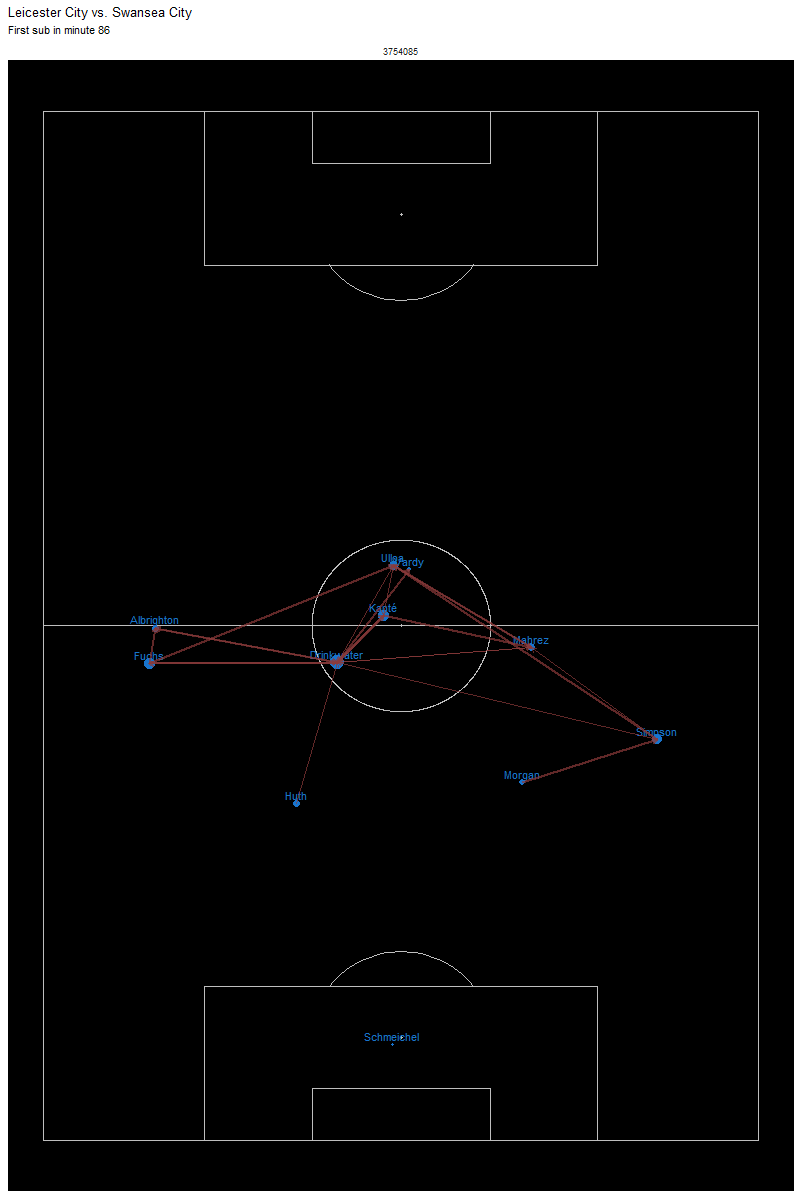 Leicester City vs. Swansea City
First sub in minute 86
3754085
Ulloa
Vardy
Kanté
Albrighton
Mahrez
Fuchs
Drinkwater
Simpson
Morgan
Huth
Schmeichel